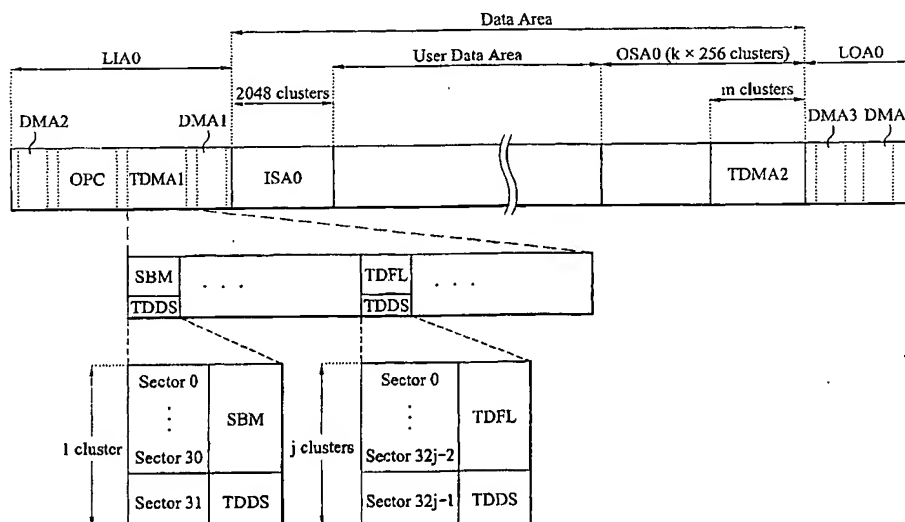 Data Area
LIA0
User Data Area
OSA0 (k × 256 clusters)
LOA0
2048 clusters
m clusters
DMA2
DMA1
DMA3
DMA
OPC
TDMA1
ISA0
TDMA2
SBM
. . .
TDFL
. . .
TDDS
TDDS
Sector 0
Sector 0
1 cluster
SBM
j clusters
TDFL
Sector 30
Sector 32j-2
Sector 31
TDDS
Sector 32j-1
TDDS